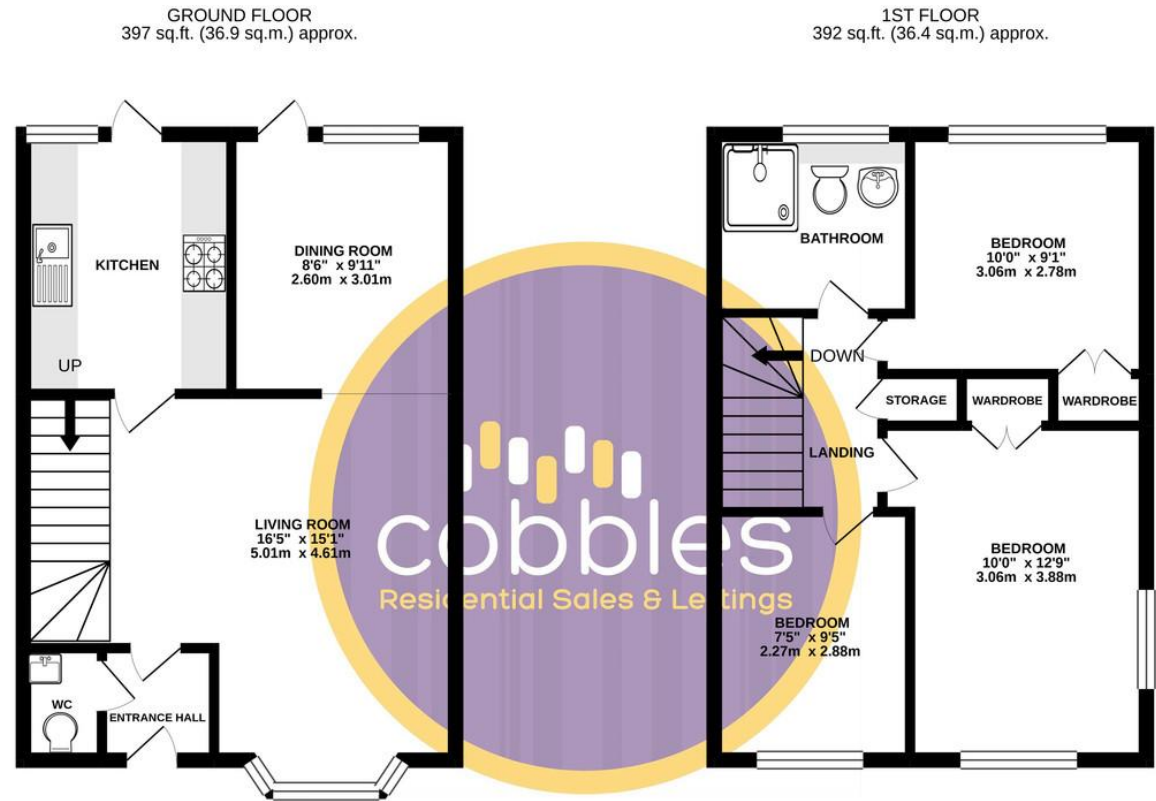 GROUND FLOOR
397 sq.ft. (36.9 sq.m.) approx.
1ST FLOOR
392 sq.ft. (36.4 sq.m.) approx.
KITCHEN
UP
DINING ROOM
8'6" x 9'11"
2.60m x 3.01m
LIVING ROOM
16'5" x 15'1"
5.01m x 4.61m
WC
ENTRANCE HALL
BATHROOM
BEDROOM
10'0" x 9'1"
3.06m x 2.78m
DOWN
STORAGE
WARDROBE
WARDROBE
LANDING
BEDROOM
10'0" x 12'9"
3.06m x 3.88m
BEDROOM
7'5" x 9'5"
2.27m x 2.88m
cobbles
Residential Sales & Lettings